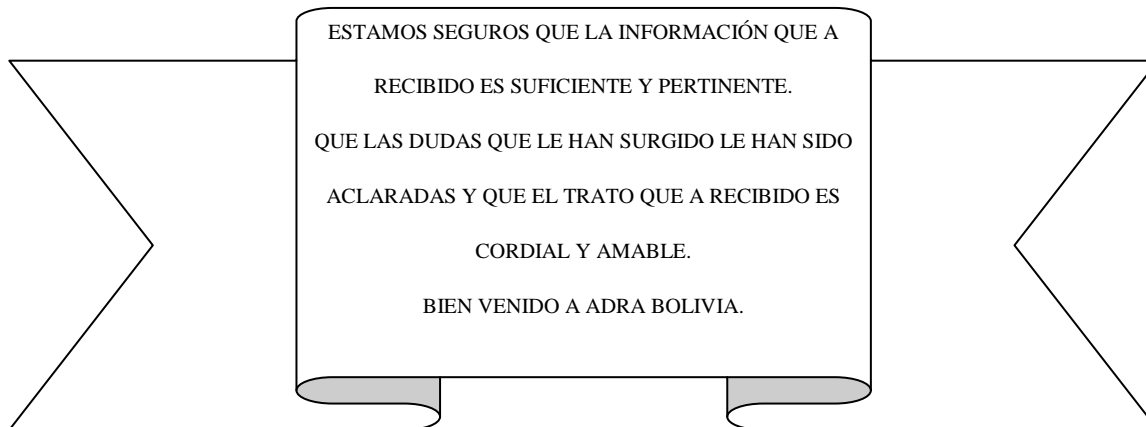 ESTAMOS SEGUROS QUE LA INFORMACIÓN QUE A
RECIBIDO ES SUFICIENTE Y PERTINENTE.
QUE LAS DUDAS QUE LE HAN SURGIDO LE HAN SIDO
ACLARADAS Y QUE EL TRATO QUE A RECIBIDO ES
CORDIAL Y AMABLE.
BIEN VENIDO A ADRA BOLIVIA.